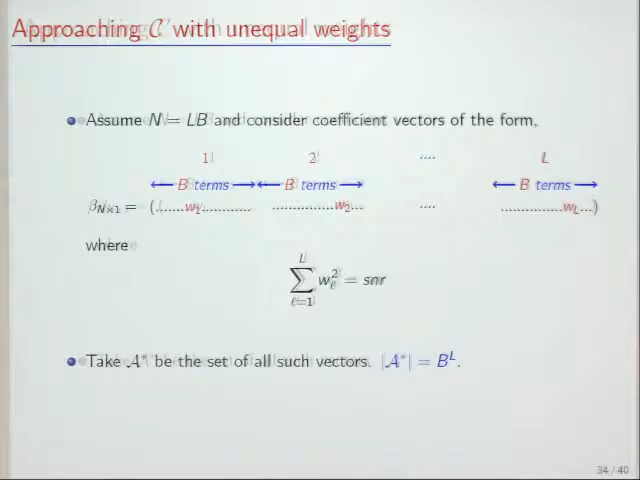 Approaching C with unequal weights
Assume N = LB and consider coefficient vectors of the form,
1 2 .... L
B terms B terms B terms
β_{N×1} = (.......w_1............ ...............w_2... .... ...............w_L...)
where
\sum_{ℓ=1}^{L} w_ℓ^2 = snr
Take A* be the set of all such vectors. |A*| = B^L.
34 / 40